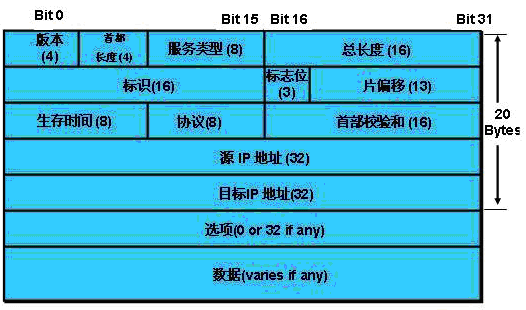 Bit 0 Bit 15 Bit 16 Bit 31
版本 首部 服务类型 (8) 总长度 (16)
(4) 长度(4)
标识(16) 标志位 片偏移 (13)
(3)
生存时间 (8) 协议(8) 首部校验和 (16)
20
Bytes
源 IP 地址 (32)
目标IP 地址(32)
选项(0 or 32 if any)
数据(varies if any)